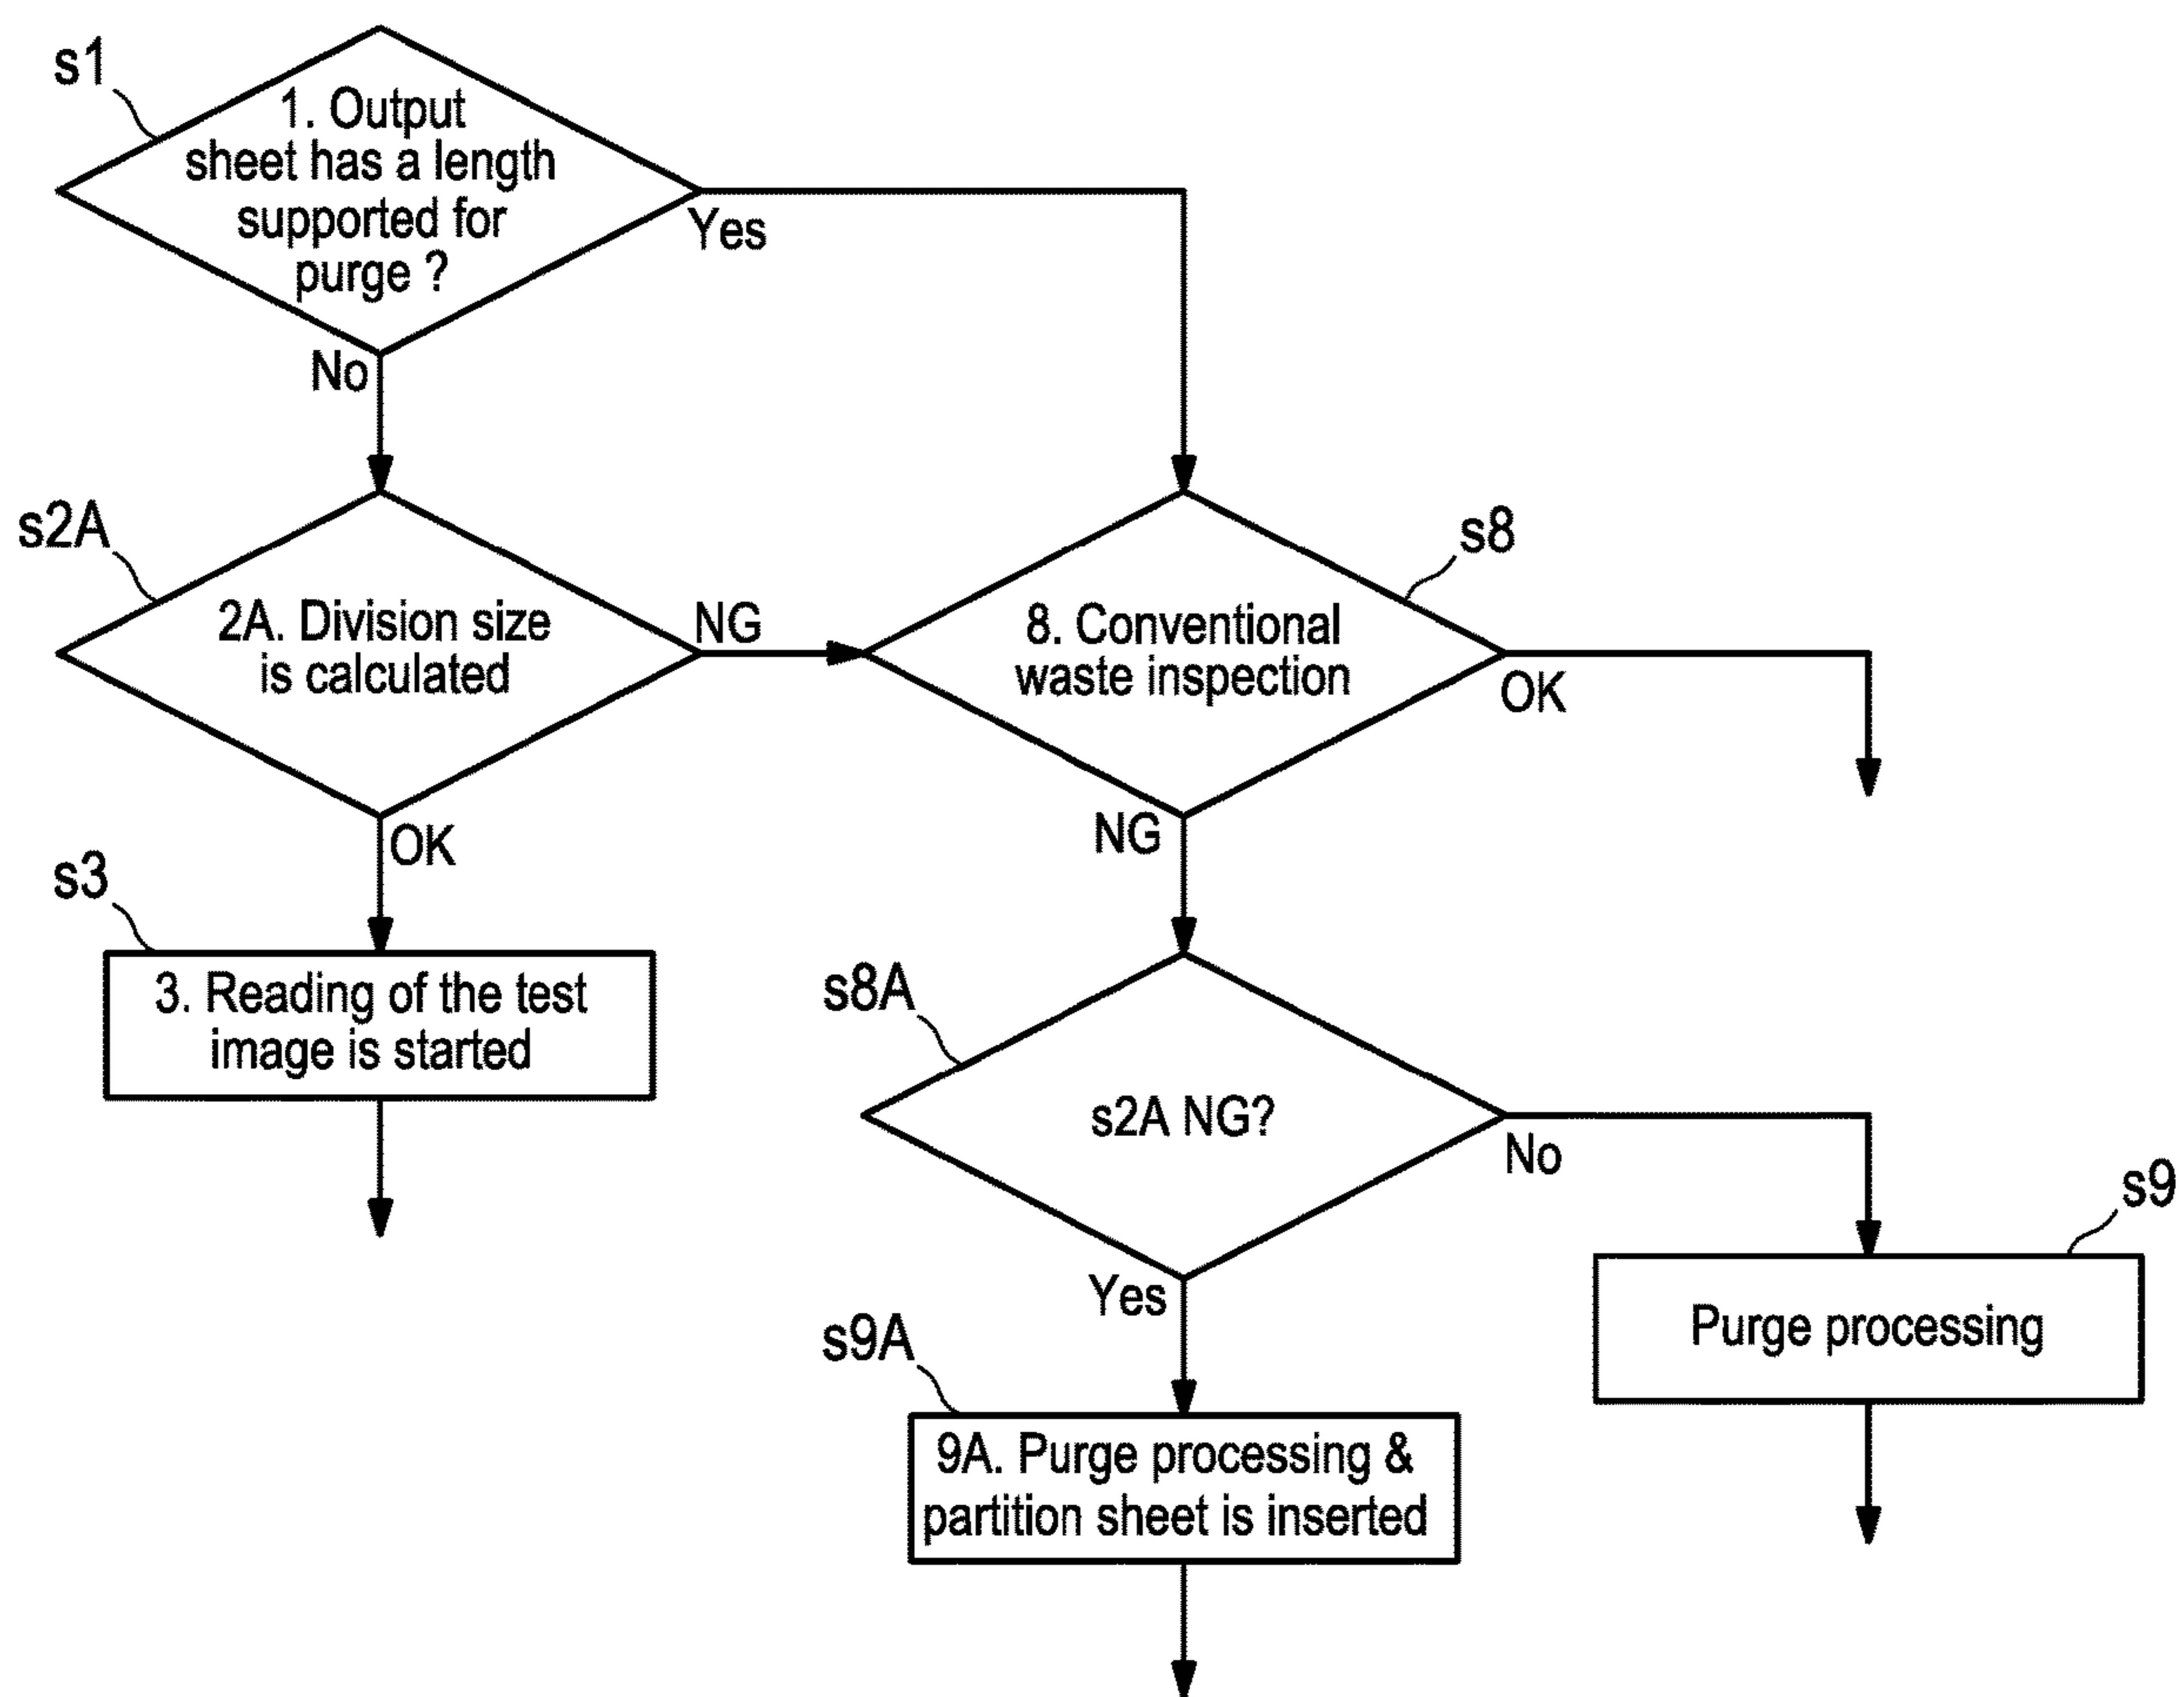 s1
1. Output
sheet has a length
supported for
purge ?
Yes
No
s2A
2A. Division size
is calculated
NG
OK
s8
8. Conventional
waste inspection
OK
NG
s3
3. Reading of the test
image is started
s8A
s2A NG?
No
Yes
s9
Purge processing
s9A
9A. Purge processing &
partition sheet is inserted